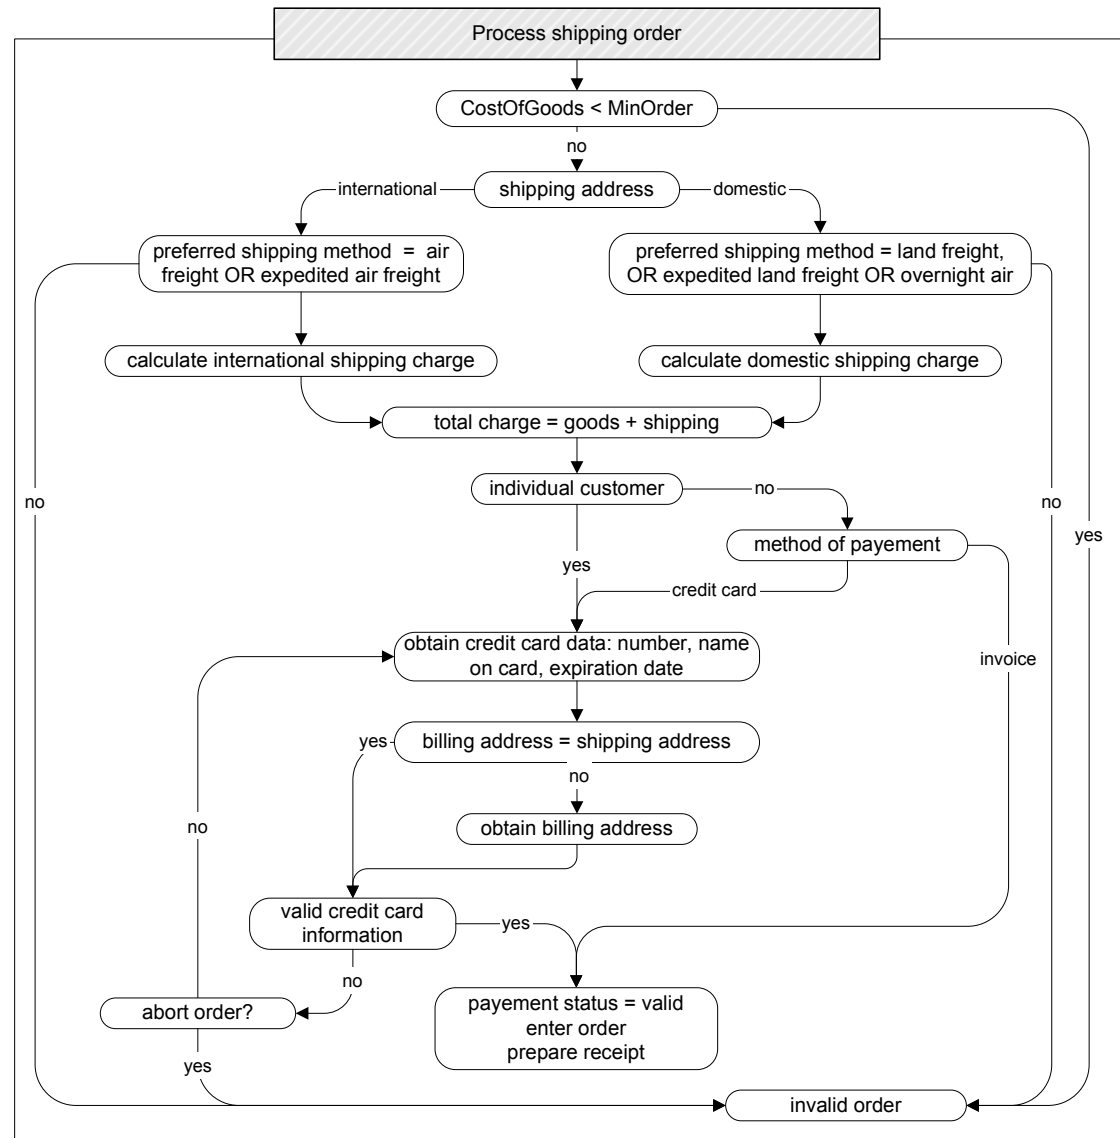 Process shipping order
CostOfGoods < MinOrder
no
yes
international
shipping address
domestic
preferred shipping method = air
freight OR expedited air freight
preferred shipping method = land freight,
OR expedited land freight OR overnight air
calculate international shipping charge
calculate domestic shipping charge
total charge = goods + shipping
no
individual customer
no
no
yes
method of payement
credit card
obtain credit card data: number, name
on card, expiration date
invoice
yes
billing address = shipping address
no
no
obtain billing address
valid credit card
information
yes
no
abort order?
payement status = valid
enter order
prepare receipt
yes
invalid order